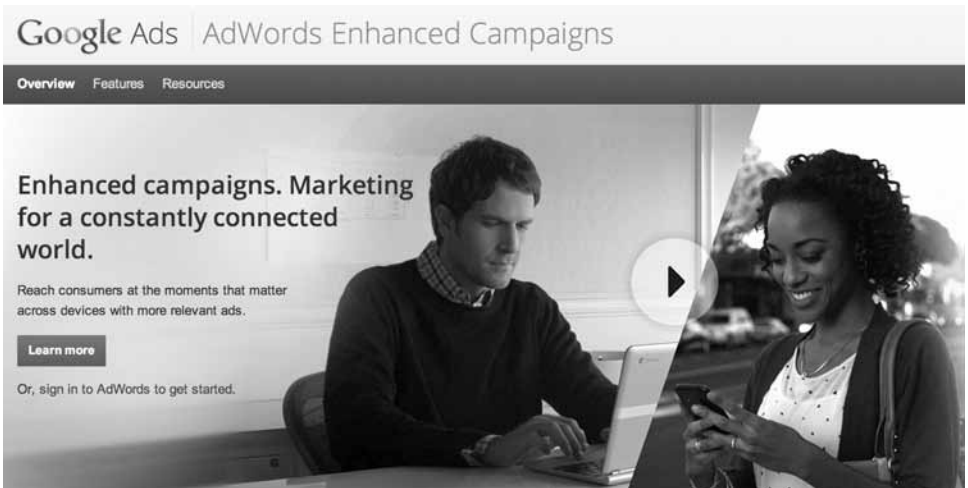 Google Ads AdWords Enhanced Campaigns
Overview Features Resources
Enhanced campaigns. Marketing
for a constantly connected
world.
Reach consumers at the moments that matter
across devices with more relevant ads.
Learn more
Or, sign in to AdWords to get started.